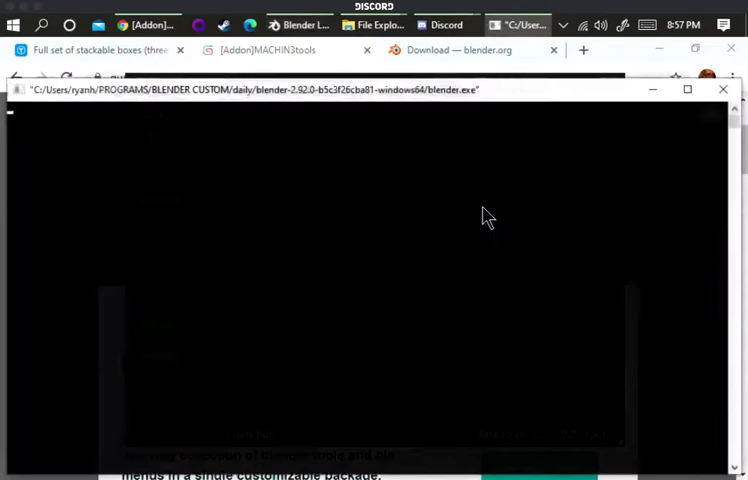 DISCORD
[Addon]...
Blender L...
File Explo...
Discord
"C:/User...
8:57 PM
Full set of stackable boxes (three
[Addon]MACHIN3tools
Download — blender.org
"C:/Users/ryanh/PROGRAMS/BLENDER CUSTOM/daily/blender-2.92.0-b5c3f26cba81-windows64/blender.exe"
menus in a single customizable package.